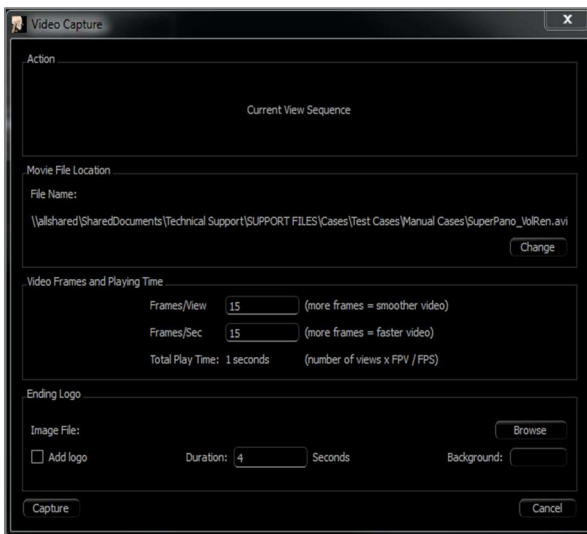 Video Capture
X
Action
Current View Sequence
Movie File Location
File Name:
\\allshared\SharedDocuments\Technical Support\SUPPORT FILES\Cases\Test Cases\Manual Cases\SuperPano_VolRen.avi
Change
Video Frames and Playing Time
Frames/View 15 (more frames = smoother video)
Frames/Sec 15 (more frames = faster video)
Total Play Time: 1 seconds (number of views x FPV / FPS)
Ending Logo
Image File: Browse
Add logo Duration: 4 Seconds Background:
Capture Cancel